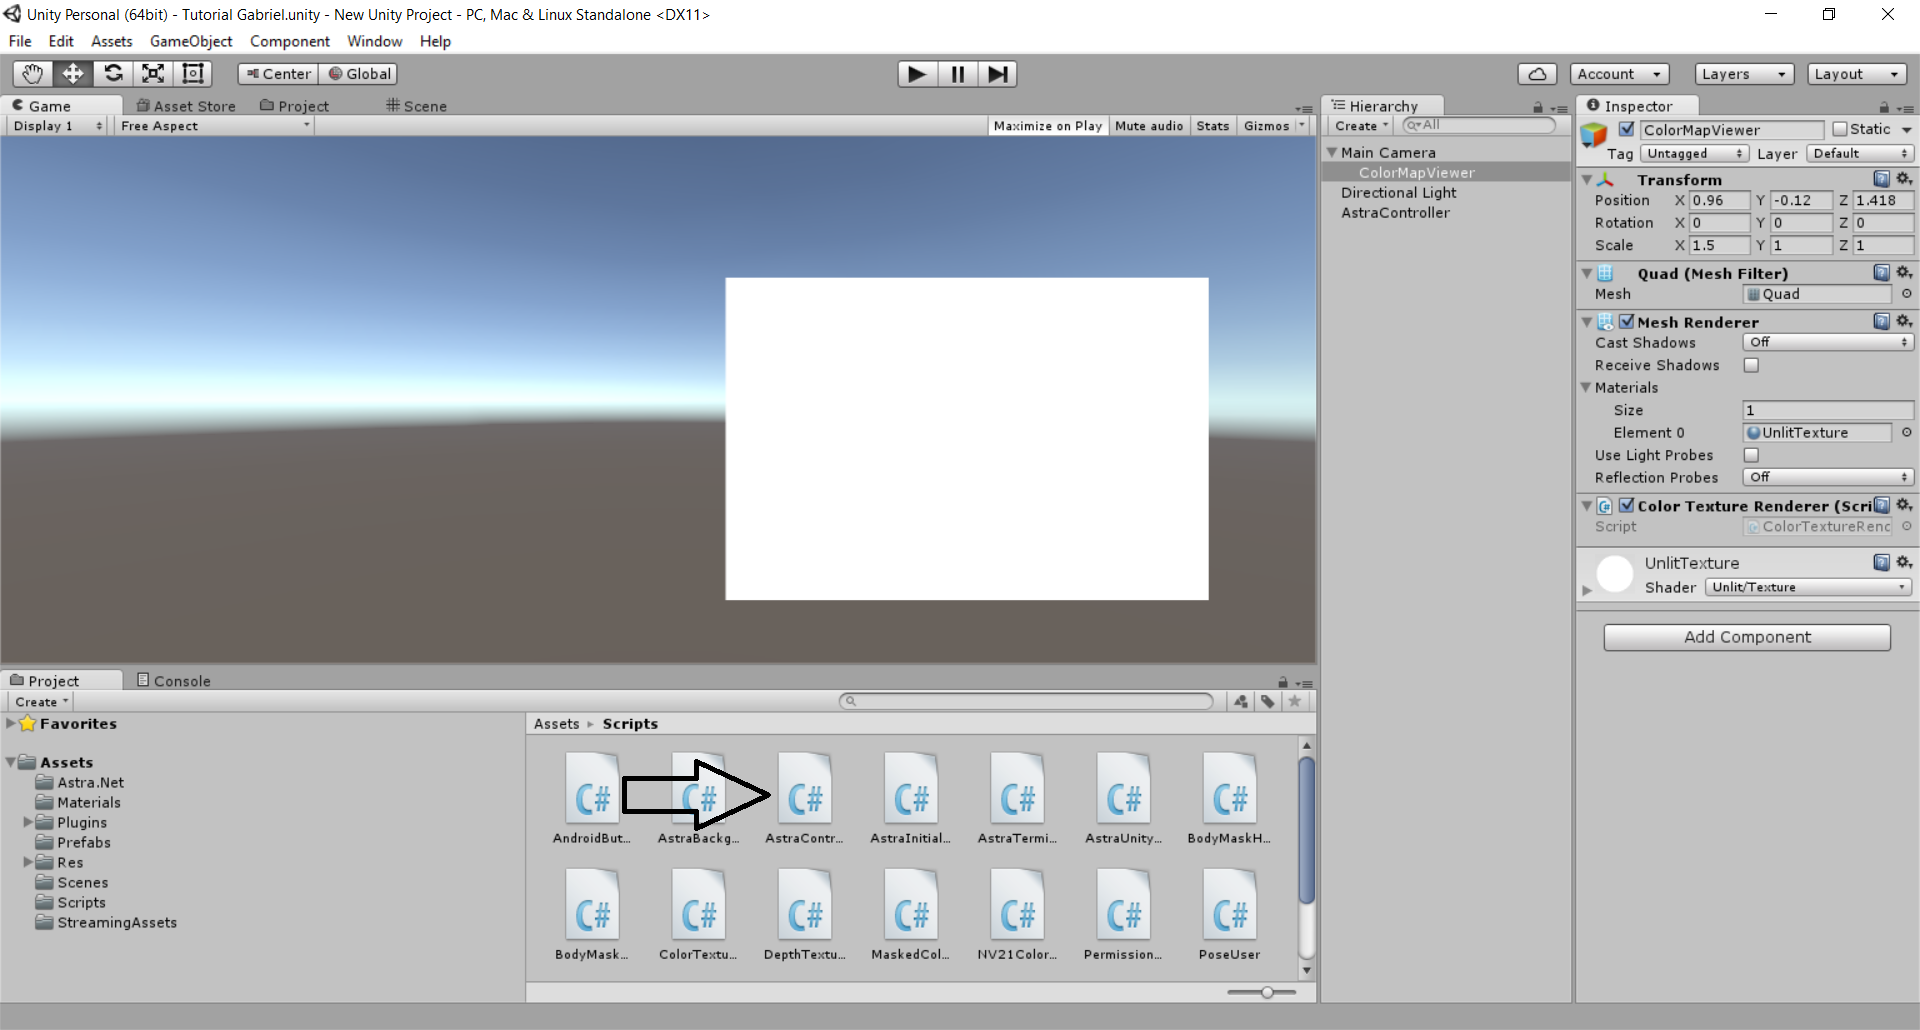 Unity Personal (64bit) - Tutorial Gabriel.unity - New Unity Project - PC, Mac & Linux Standalone <DX11>
File Edit Assets GameObject Component Window Help
Center Global Account Layers Layout
Game Asset Store Project Scene
Display 1 Free Aspect Maximize on Play Mute audio Stats Gizmos
Hierarchy
Create All
Main Camera
ColorMapViewer
Directional Light
AstraController
Inspector
ColorMapViewer Static
Tag Untagged Layer Default
Transform
Position X 0.96 Y -0.12 Z 1.418
Rotation X 0 Y 0 Z 0
Scale X 1.5 Y 1 Z 1
Quad (Mesh Filter)
Mesh Quad
Mesh Renderer
Cast Shadows Off
Receive Shadows
Materials
Size 1
Element 0 UnlitTexture
Use Light Probes
Reflection Probes Off
C# Color Texture Renderer (Scri
Script ColorTextureRenc
UnlitTexture
Shader Unlit/Texture
Add Component
Project Console
Create
Favorites
Assets
Astra.Net
Materials
Plugins
Prefabs
Res
Scenes
Scripts
StreamingAssets
Assets Scripts
C# C# C# C# C# C# C#
AndroidBut... AstraBackg... AstraContr... AstraInitial... AstraTermi... AstraUnity... BodyMaskH...
C# C# C# C# C# C# C#
BodyMask... ColorTextu... DepthTextu... MaskedCol... NV21Color... Permission... PoseUser